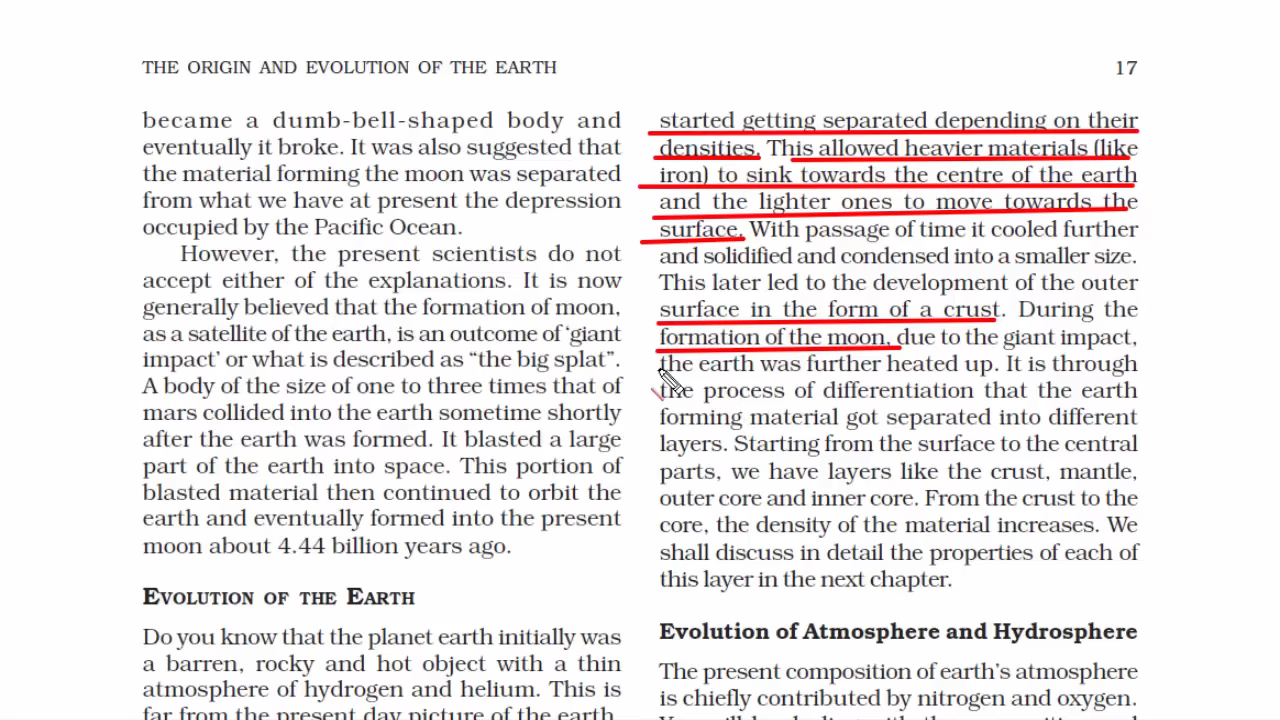 THE ORIGIN AND EVOLUTION OF THE EARTH 17
became a dumb-bell-shaped body and
eventually it broke. It was also suggested that
the material forming the moon was separated
from what we have at present the depression
occupied by the Pacific Ocean.
However, the present scientists do not
accept either of the explanations. It is now
generally believed that the formation of moon,
as a satellite of the earth, is an outcome of ‘giant
impact’ or what is described as “the big splat”.
A body of the size of one to three times that of
mars collided into the earth sometime shortly
after the earth was formed. It blasted a large
part of the earth into space. This portion of
blasted material then continued to orbit the
earth and eventually formed into the present
moon about 4.44 billion years ago.
EVOLUTION OF THE EARTH
Do you know that the planet earth initially was
a barren, rocky and hot object with a thin
atmosphere of hydrogen and helium. This is
far from the present day picture of the earth.
started getting separated depending on their
densities. This allowed heavier materials (like
iron) to sink towards the centre of the earth
and the lighter ones to move towards the
surface. With passage of time it cooled further
and solidified and condensed into a smaller size.
This later led to the development of the outer
surface in the form of a crust. During the
formation of the moon, due to the giant impact,
the earth was further heated up. It is through
the process of differentiation that the earth
forming material got separated into different
layers. Starting from the surface to the central
parts, we have layers like the crust, mantle,
outer core and inner core. From the crust to the
core, the density of the material increases. We
shall discuss in detail the properties of each of
this layer in the next chapter.
Evolution of Atmosphere and Hydrosphere
The present composition of earth’s atmosphere
is chiefly contributed by nitrogen and oxygen.